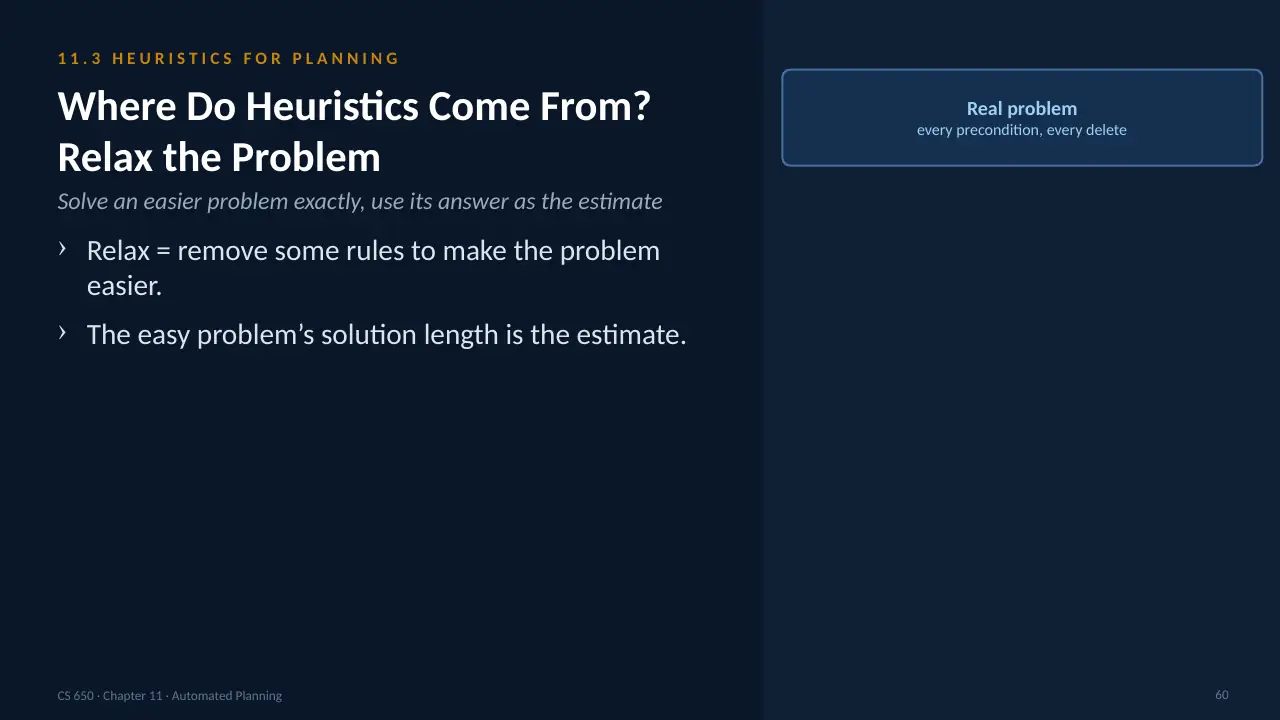 11.3 HEURISTICS FOR PLANNING
Where Do Heuristics Come From?
Relax the Problem
Solve an easier problem exactly, use its answer as the estimate
› Relax = remove some rules to make the problem
easier.
› The easy problem’s solution length is the estimate.
Real problem
every precondition, every delete
CS 650 · Chapter 11 · Automated Planning
60